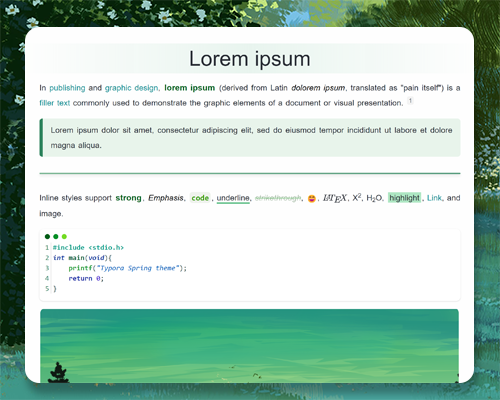 Lorem ipsum
In publishing and graphic design, lorem ipsum (derived from Latin dolorem ipsum, translated as "pain itself") is a
filler text commonly used to demonstrate the graphic elements of a document or visual presentation. 1
Lorem ipsum dolor sit amet, consectetur adipiscing elit, sed do eiusmod tempor incididunt ut labore et dolore
magna aliqua.
Inline styles support strong, Emphasis, code, underline, strikethrough, 😍, LATEX, X², H₂O, highlight, Link, and
image.
1 #include <stdio.h>
2 int main(void){
3 printf("Typora Spring theme");
4 return 0;
5 }